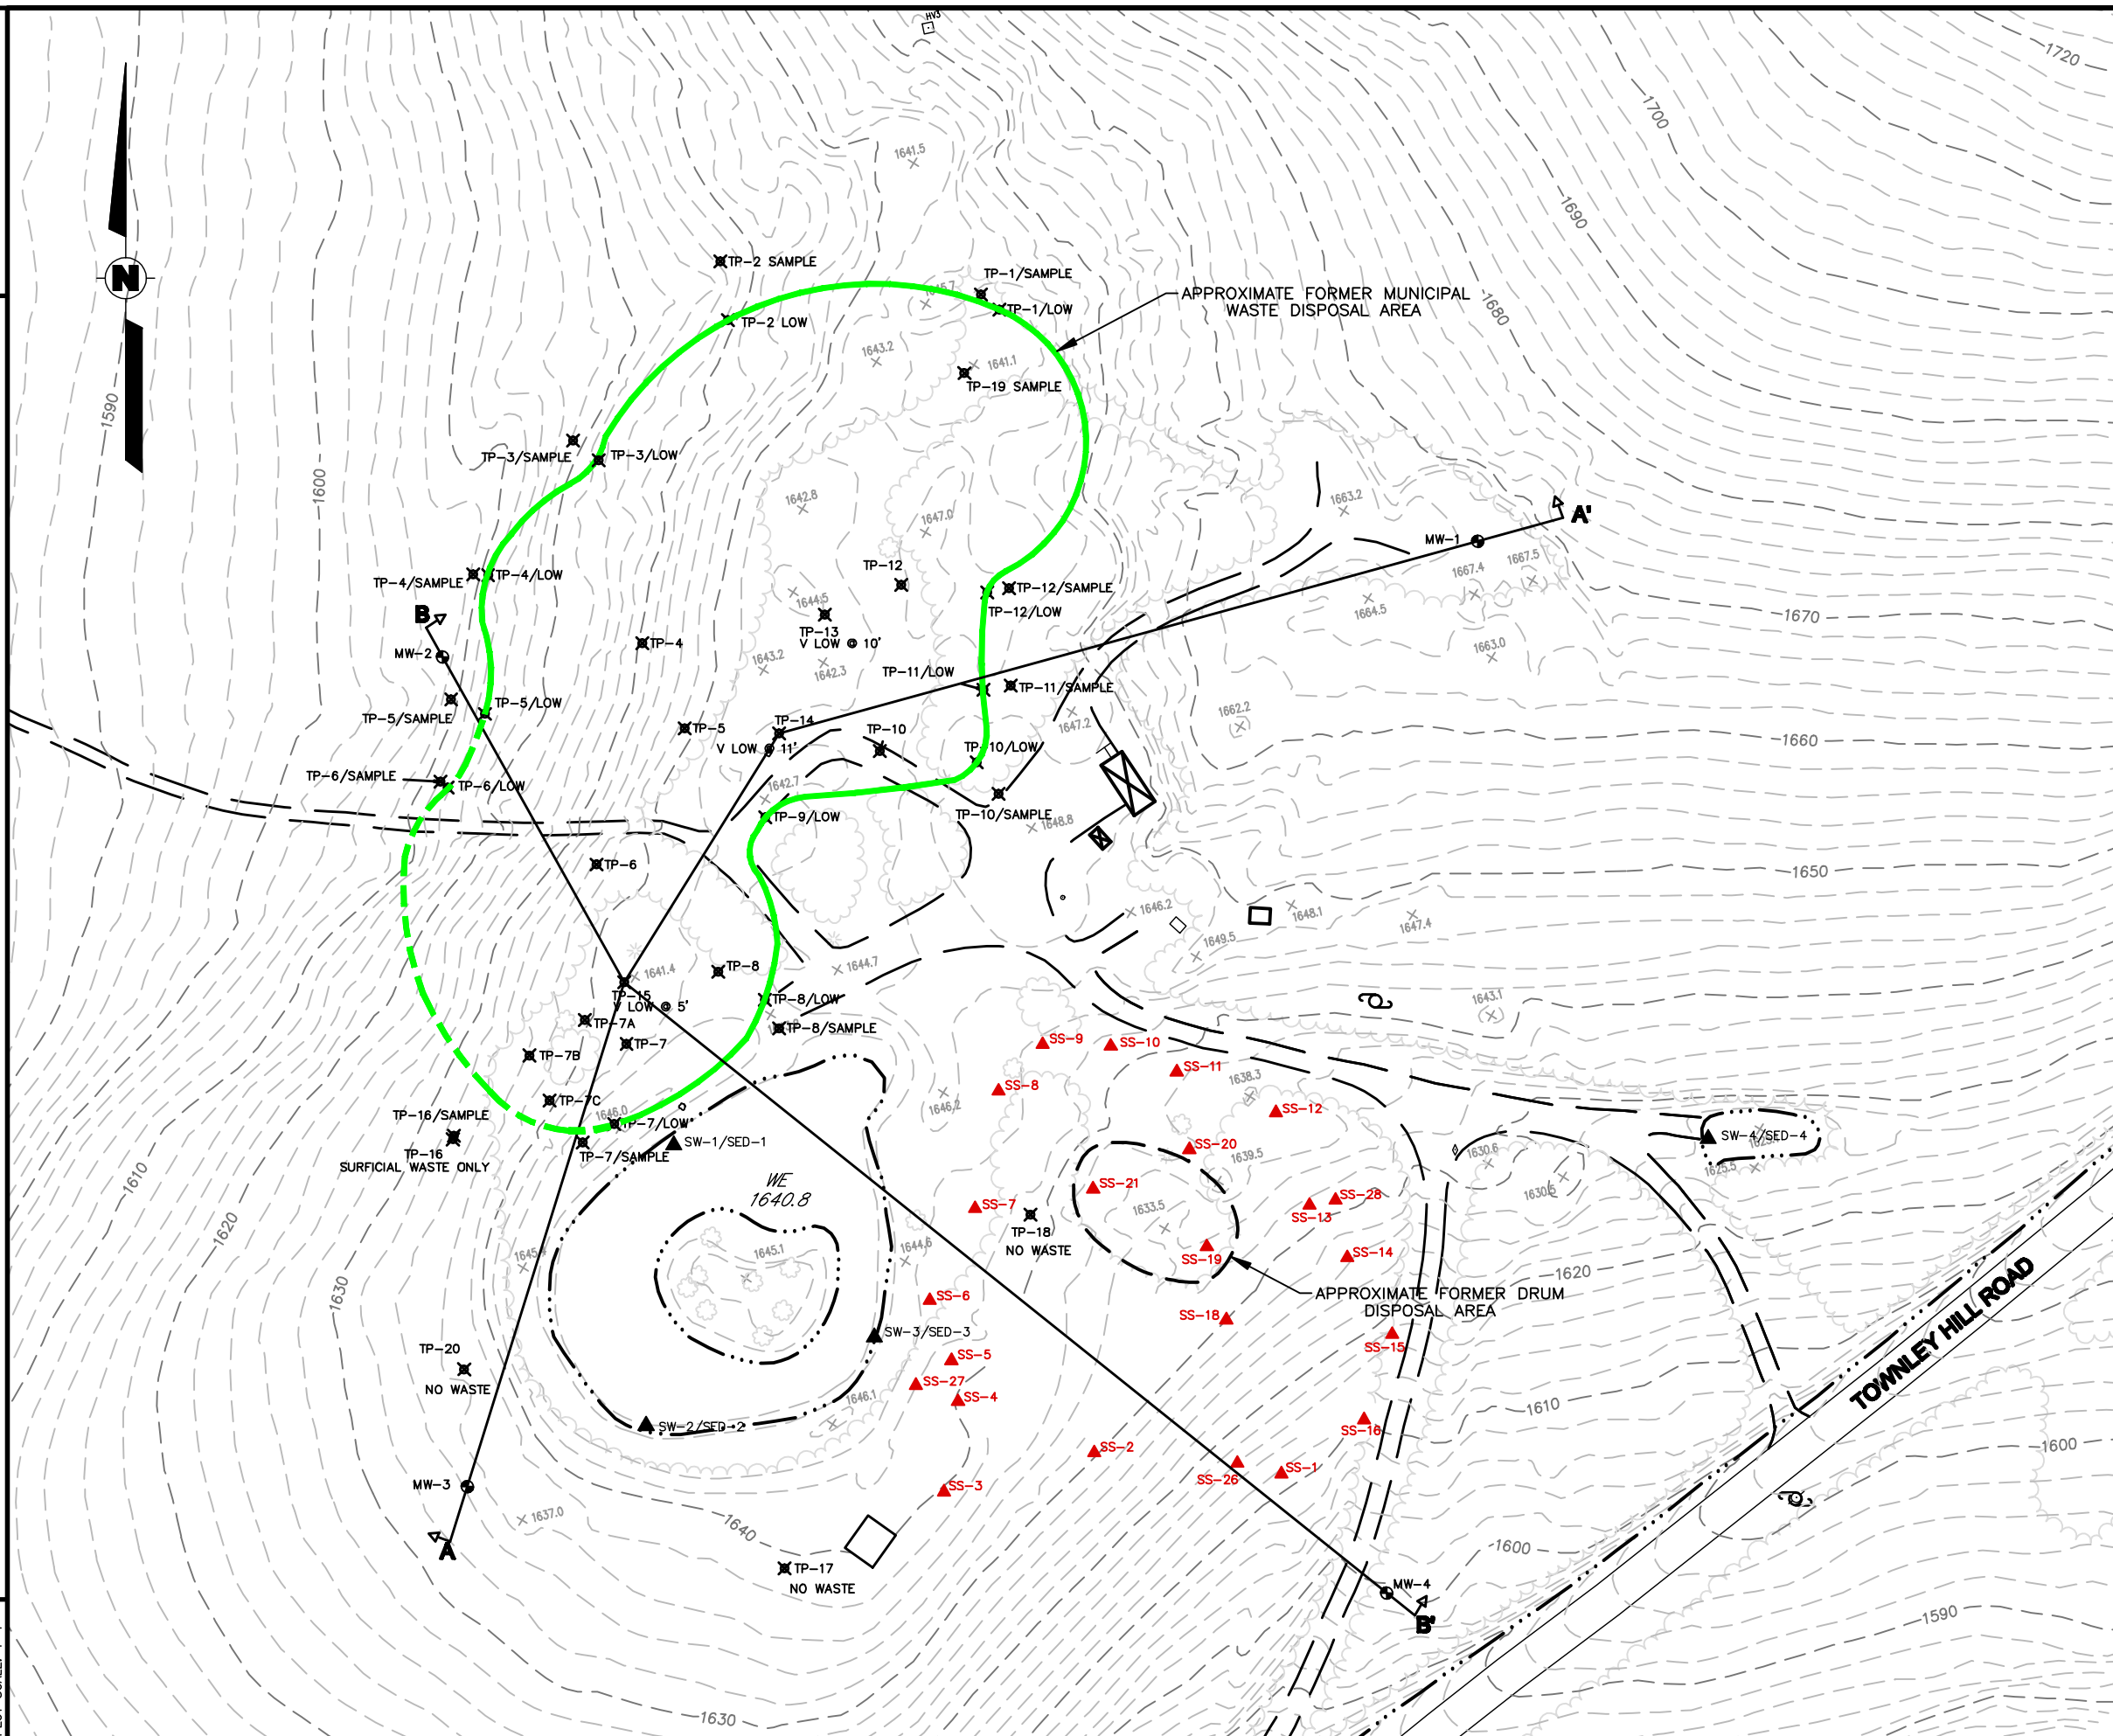 HV3
1720
1700
1641.5
N
1690
TP-2 SAMPLE
TP-1/SAMPLE
APPROXIMATE FORMER MUNICIPAL
WASTE DISPOSAL AREA
TP-1/LOW
1680
TP-2 LOW
1643.2
1641.1
TP-19 SAMPLE
1590
TP-3/SAMPLE
TP-3/LOW
1600
1642.8
1647.0
1663.2
A'
MW-1
1667.5
1667.4
TP-4/SAMPLE
TP-4/LOW
TP-12
TP-12/SAMPLE
TP-12/LOW
1644.5
1664.5
1670
B
TP-13
V LOW @ 10'
TP-4
MW-2
1643.2
1642.3
1663.0
TP-11/LOW
TP-11/SAMPLE
TP-5/LOW
TP-5/SAMPLE
1662.2
1647.2
TP-5
TP-14
V LOW @ 11'
TP-10
TP-10/LOW
1660
TP-6/SAMPLE
TP-6/LOW
1642.7
TP-9/LOW
TP-10/SAMPLE
1648.8
TP-6
1650
1646.2
1648.1
1647.4
1649.5
1641.4
TP-8
1644.7
TP-15
V LOW @ 5'
TP-8/LOW
1643.1
TP-7A
TP-8/SAMPLE
TP-7
TP-7B
SS-9
SS-10
SS-11
SS-8
1638.3
TP-7C
1646.0
1646.2
SS-12
TP-16/SAMPLE
TP-7/LOW
TP-16
SURFICIAL WASTE ONLY
TP-7/SAMPLE
SW-1/SED-1
SS-20
1639.5
1630.6
SW-4/SED-4
1625.5
1610
WE
1640.8
SS-21
SS-7
1633.5
SS-28
SS-13
1630.5
1620
TP-18
NO WASTE
SS-19
SS-14
1644.6
1645.1
1620
1630
APPROXIMATE FORMER DRUM
DISPOSAL AREA
SS-6
SS-18
SW-3/SED-3
SS-15
TOWNLEY HILL ROAD
TP-20
NO WASTE
SS-5
SS-27
SS-4
1646.1
1610
SW-2/SED-2
SS-16
SS-2
1600
SS-26
SS-1
MW-3
SS-3
1637.0
1640
1600
A
TP-17
NO WASTE
MW-4
B'
1590
1630